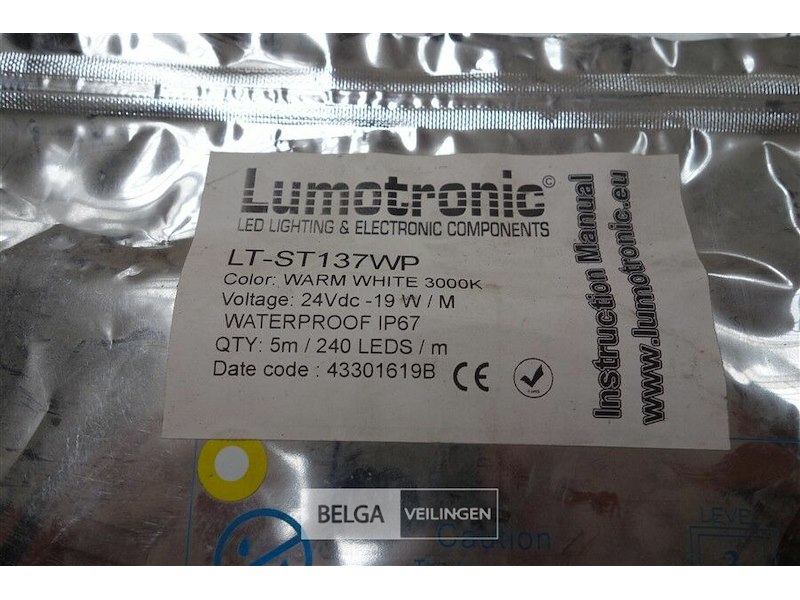 Lumotronic©
LED LIGHTING & ELECTRONIC COMPONENTS
LT-ST137WP
Color: WARM WHITE 3000K
Voltage: 24Vdc -19 W / M
WATERPROOF IP67
QTY: 5m / 240 LEDS / m
Date code : 43301619B CE
Instruction Manual
www.lumotronic.eu
BELGA VEILINGEN
Caution
LEVEL